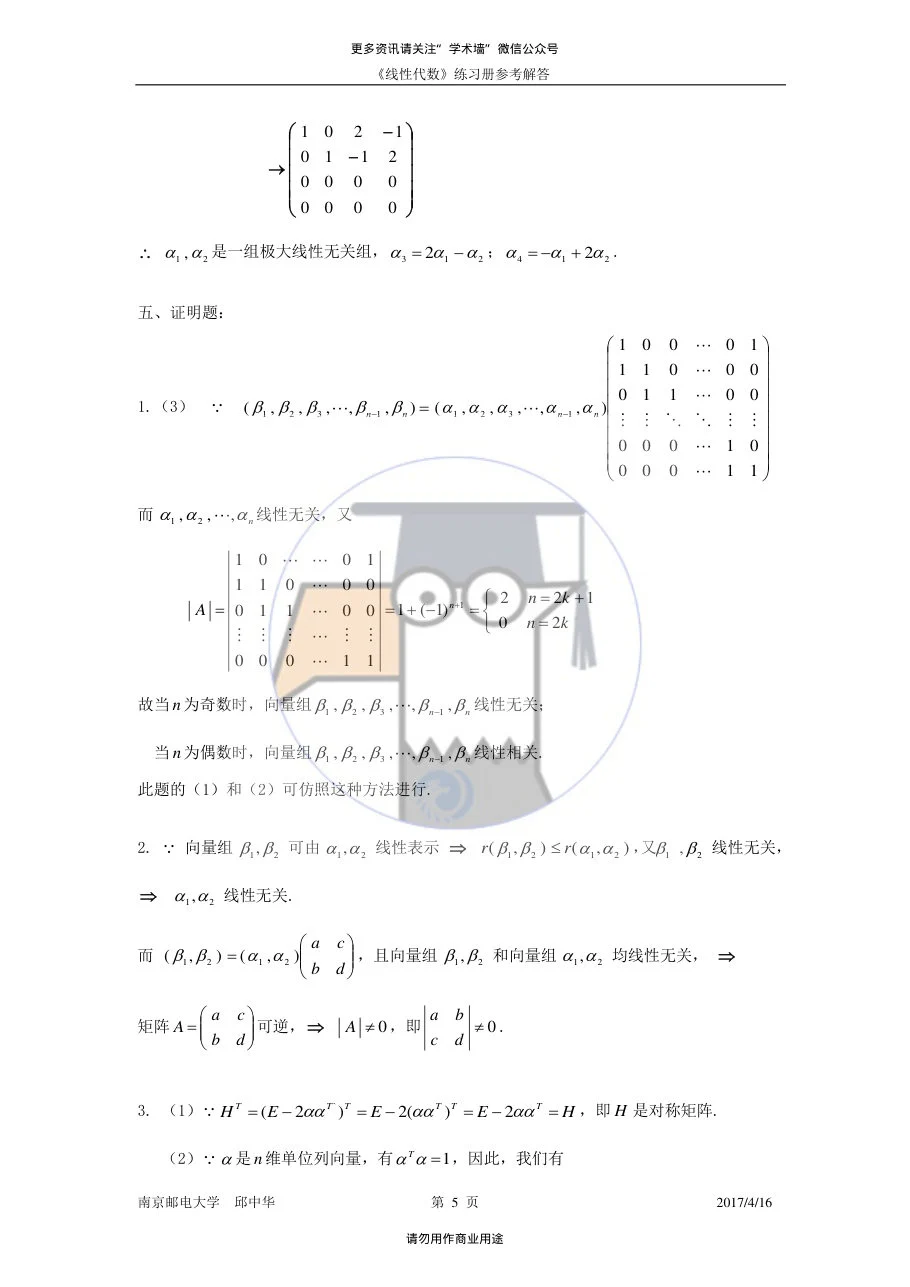 更多资讯请关注“学术墙”微信公众号
《线性代数》练习册参考解答
→ ( 1 0 2 −1
0 1 −1 2
0 0 0 0
0 0 0 0 )
∴ α₁ , α₂ 是一组极大线性无关组，α₃ = 2α₁ − α₂ ；α₄ = −α₁ + 2α₂ .
五、证明题：
1.（3） ∵ (β₁ , β₂ , β₃ , ⋯, βₙ₋₁ , βₙ) = (α₁ , α₂ , α₃ , ⋯, αₙ₋₁ , αₙ) ( 1 0 0 ⋯ 0 1
1 1 0 ⋯ 0 0
0 1 1 ⋯ 0 0
⋮ ⋮ ⋱ ⋱ ⋮ ⋮
0 0 0 ⋯ 1 0
0 0 0 ⋯ 1 1 )
而 α₁ , α₂ , ⋯, αₙ 线性无关，又
| A | = | 1 0 ⋯ ⋯ 0 1
1 1 0 ⋯ 0 0
0 1 1 ⋯ 0 0
⋮ ⋮ ⋮ ⋯ ⋮ ⋮
0 0 0 ⋯ 1 1 | = 1 + (−1)ⁿ⁺¹ = { 2 n = 2k + 1
0 n = 2k
故当 n 为奇数时，向量组 β₁ , β₂ , β₃ , ⋯, βₙ₋₁ , βₙ 线性无关；
当 n 为偶数时，向量组 β₁ , β₂ , β₃ , ⋯, βₙ₋₁ , βₙ 线性相关.
此题的（1）和（2）可仿照这种方法进行.
2. ∵ 向量组 β₁, β₂ 可由 α₁, α₂ 线性表示 ⇒ r(β₁, β₂) ≤ r(α₁, α₂)，又β₁ , β₂ 线性无关，
⇒ α₁, α₂ 线性无关.
而 (β₁, β₂) = (α₁, α₂) ( a c
b d )，且向量组 β₁, β₂ 和向量组 α₁, α₂ 均线性无关， ⇒
矩阵 A = ( a c
b d ) 可逆，⇒ | A | ≠ 0，即 | a b
c d | ≠ 0 .
3. （1）∵ Hᵀ = (E − 2ααᵀ)ᵀ = E − 2(ααᵀ)ᵀ = E − 2ααᵀ = H，即 H 是对称矩阵.
（2）∵ α 是 n 维单位列向量，有 αᵀα = 1，因此，我们有
南京邮电大学 邱中华 第 5 页 2017/4/16
请勿用作商业用途